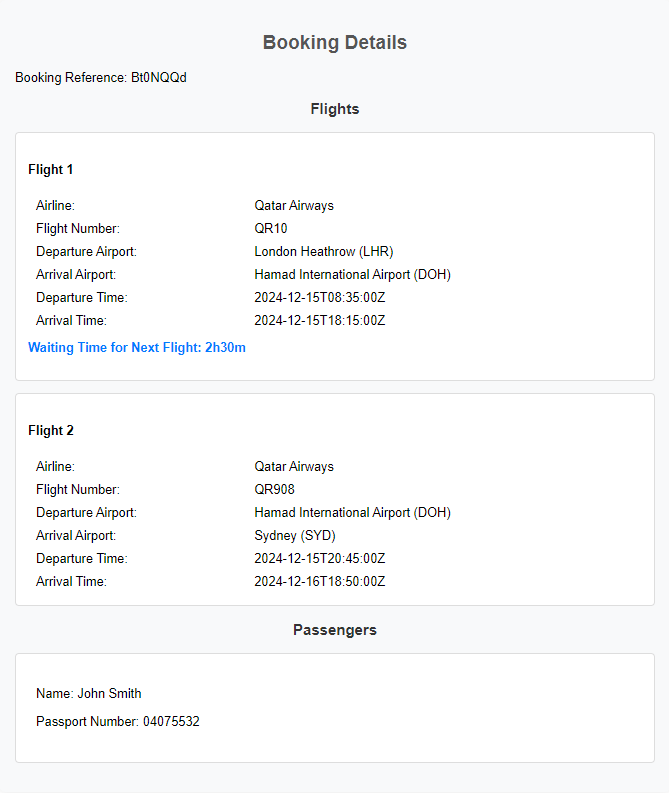 Booking Details
Booking Reference: Bt0NQQd
Flights
Flight 1
Airline: Qatar Airways
Flight Number: QR10
Departure Airport: London Heathrow (LHR)
Arrival Airport: Hamad International Airport (DOH)
Departure Time: 2024-12-15T08:35:00Z
Arrival Time: 2024-12-15T18:15:00Z
Waiting Time for Next Flight: 2h30m
Flight 2
Airline: Qatar Airways
Flight Number: QR908
Departure Airport: Hamad International Airport (DOH)
Arrival Airport: Sydney (SYD)
Departure Time: 2024-12-15T20:45:00Z
Arrival Time: 2024-12-16T18:50:00Z
Passengers
Name: John Smith
Passport Number: 04075532